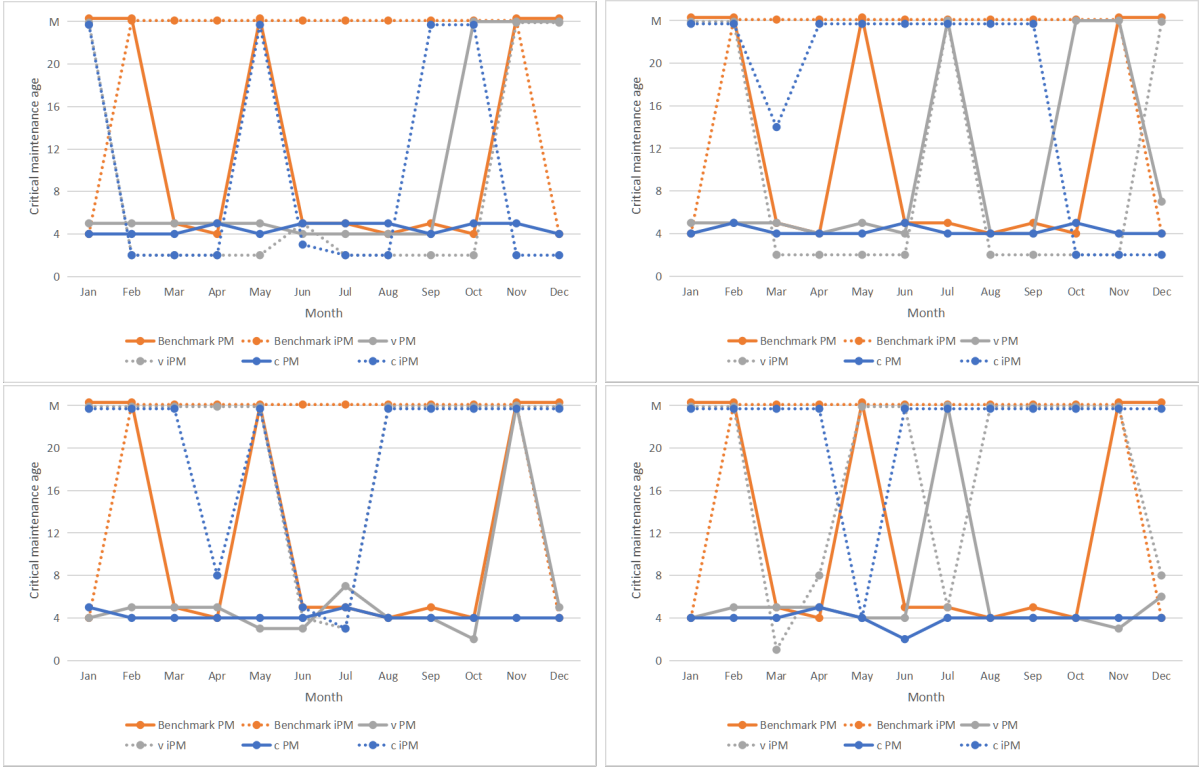 Critical maintenance age
M
20
16
12
8
4
0
Jan Feb Mar Apr May Jun Jul Aug Sep Oct Nov Dec
Month
Benchmark PM Benchmark iPM v PM
v iPM c PM c iPM
Critical maintenance age
M
20
16
12
8
4
0
Jan Feb Mar Apr May Jun Jul Aug Sep Oct Nov Dec
Month
Benchmark PM Benchmark iPM v PM
v iPM c PM c iPM
Critical maintenance age
M
20
16
12
8
4
0
Jan Feb Mar Apr May Jun Jul Aug Sep Oct Nov Dec
Month
Benchmark PM Benchmark iPM v PM
v iPM c PM c iPM
Critical maintenance age
M
20
16
12
8
4
0
Jan Feb Mar Apr May Jun Jul Aug Sep Oct Nov Dec
Month
Benchmark PM Benchmark iPM v PM
v iPM c PM c iPM